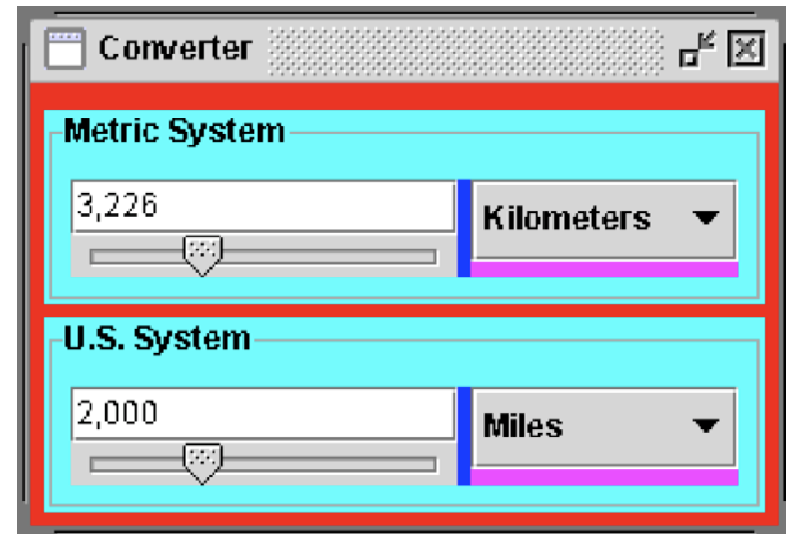 Converter
Metric System
3,226
Kilometers
U.S. System
2,000
Miles